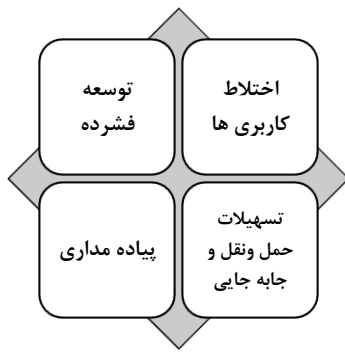 اختلاط
کاربری ها
توسعه
فشرده
تسهیلات
حمل ونقل و
جابه جایی
پیاده مداری